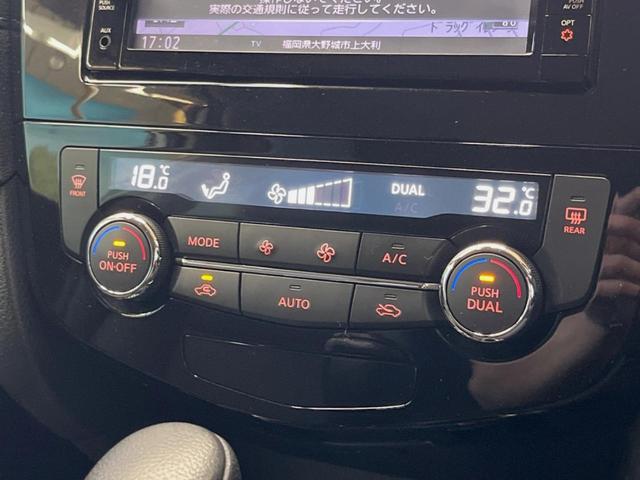 PUSH
SOURCE
AUX
実際の交通規則に従って走行してください。
17:02 TV 福岡県大野城市上大利
PUSH
AV OFF
OPT
FRONT
18.0℃ DUAL A/C 32.0℃
REAR
PUSH
ON·OFF
MODE
A/C
AUTO
PUSH
DUAL